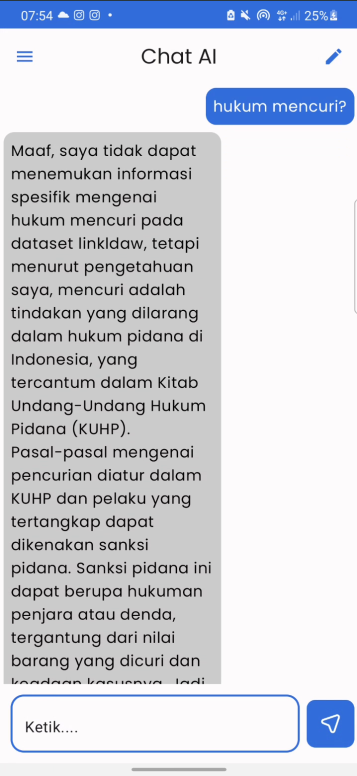 07:54
25%
Chat AI
hukum mencuri?
Maaf, saya tidak dapat
menemukan informasi
spesifik mengenai
hukum mencuri pada
dataset linkldaw, tetapi
menurut pengetahuan
saya, mencuri adalah
tindakan yang dilarang
dalam hukum pidana di
Indonesia, yang
tercantum dalam Kitab
Undang-Undang Hukum
Pidana (KUHP).
Pasal-pasal mengenai
pencurian diatur dalam
KUHP dan pelaku yang
tertangkap dapat
dikenakan sanksi
pidana. Sanksi pidana ini
dapat berupa hukuman
penjara atau denda,
tergantung dari nilai
barang yang dicuri dan
keadaan kasusnya. Jadi
Ketik....